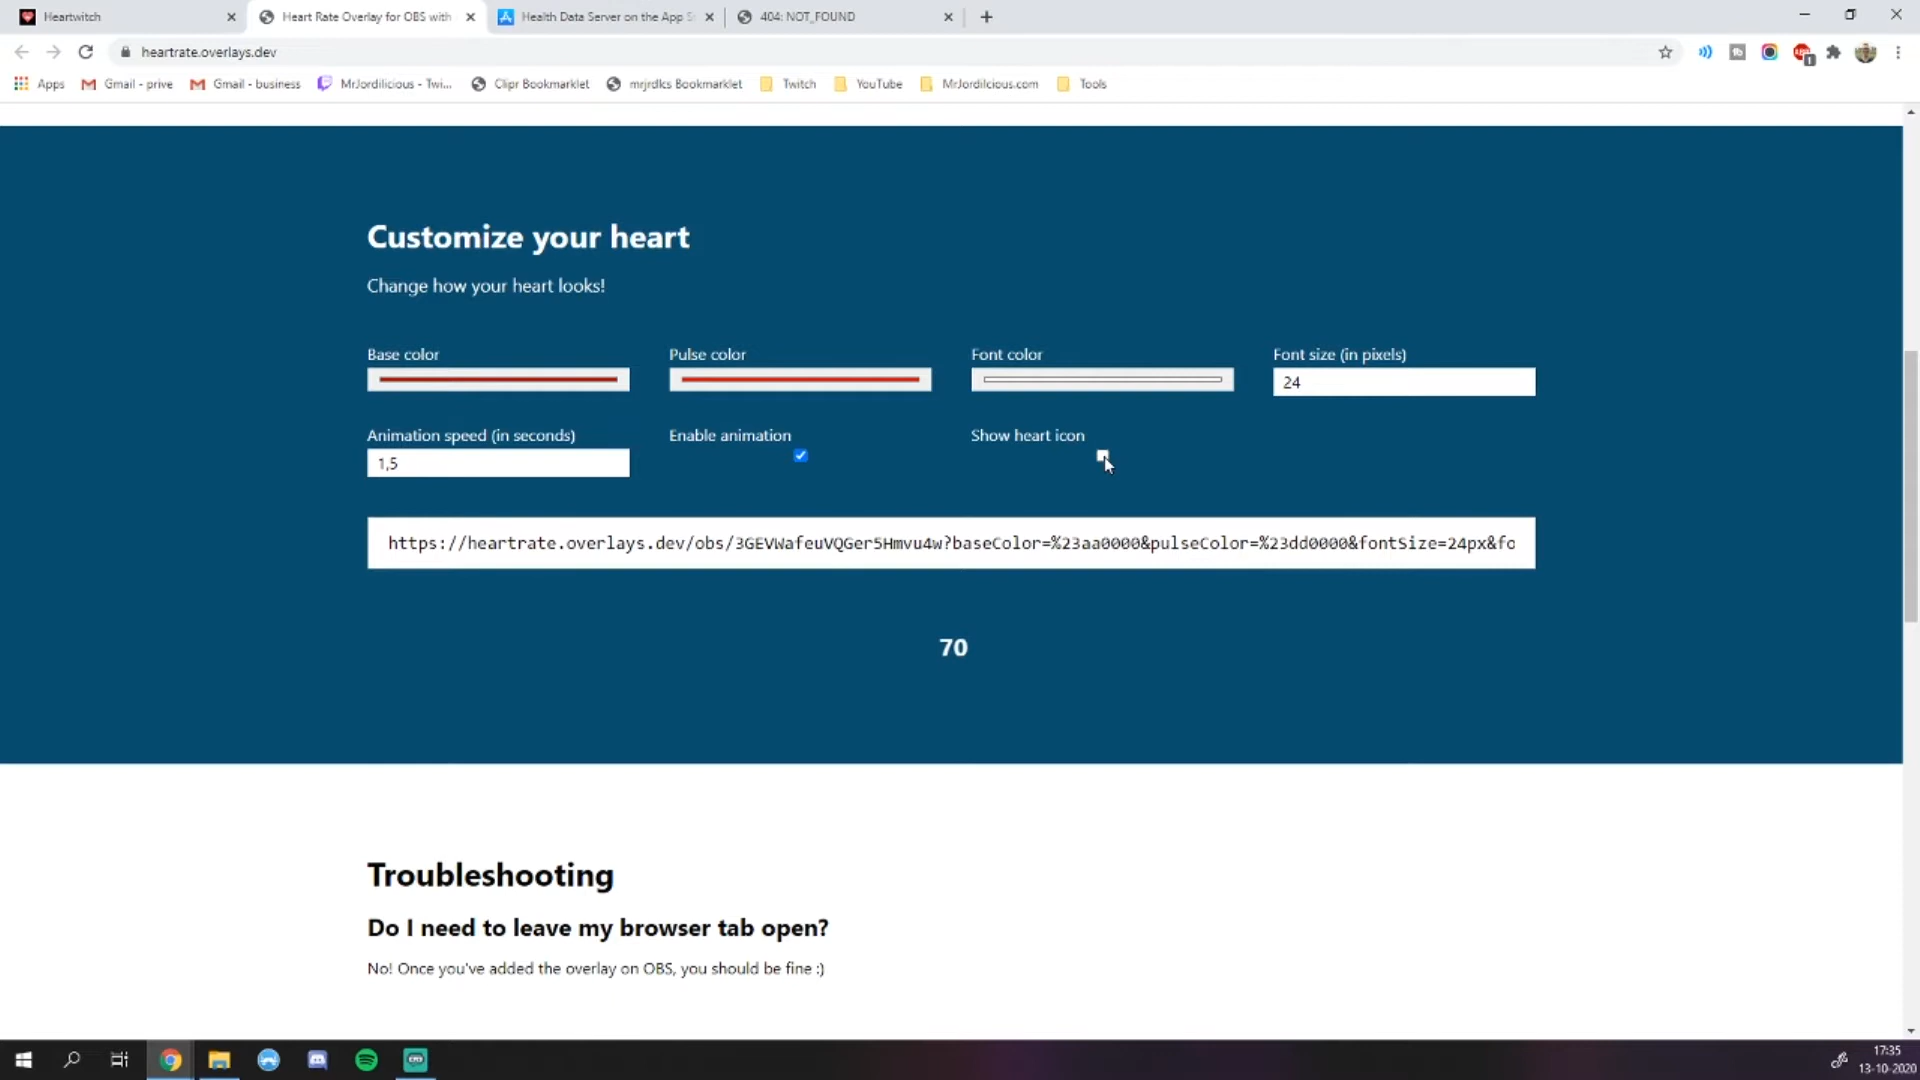 Heartwitch
Heart Rate Overlay for OBS with
Health Data Server on the App S
404: NOT_FOUND
heartrate.overlays.dev
1
Apps
Gmail - prive
Gmail - business
MrJordilicious - Twi...
Clipr Bookmarklet
mrjrdlcs Bookmarklet
Twitch
YouTube
MrJordilcious.com
Tools
Customize your heart
Change how your heart looks!
Base color
Pulse color
Font color
Font size (in pixels)
24
Animation speed (in seconds)
Enable animation
Show heart icon
1,5
https://heartrate.overlays.dev/obs/3GEVWafeuVQGer5Hmvu4w?baseColor=%23aa0000&pulseColor=%23dd0000&fontSize=24px&fo
70
Troubleshooting
Do I need to leave my browser tab open?
No! Once you've added the overlay on OBS, you should be fine :)
17:35
13-10-2020